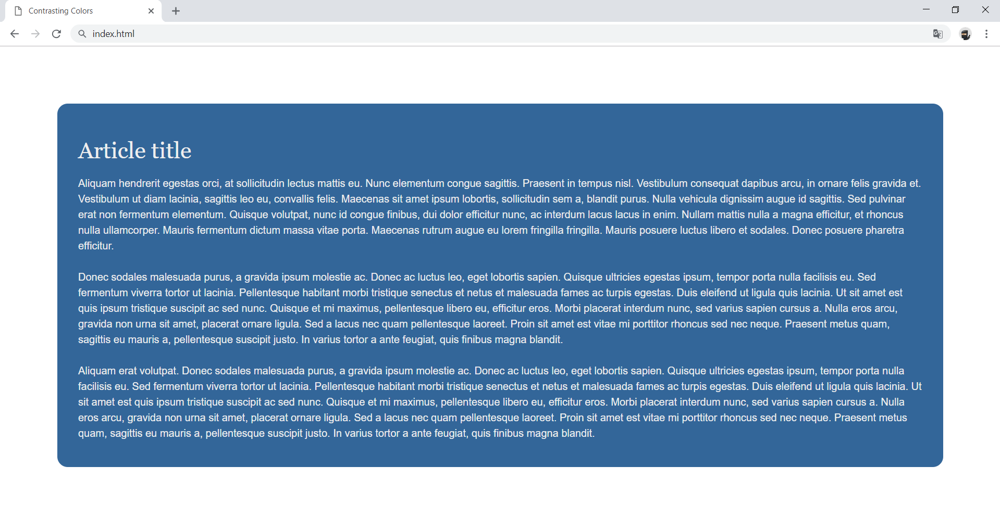 Contrasting Colors
index.html
Article title
Aliquam hendrerit egestas orci, at sollicitudin lectus mattis eu. Nunc elementum congue sagittis. Praesent in tempus nisl. Vestibulum consequat dapibus arcu, in ornare felis gravida et.
Vestibulum ut diam lacinia, sagittis leo eu, convallis felis. Maecenas sit amet ipsum lobortis, sollicitudin sem a, blandit purus. Nulla vehicula dignissim augue id sagittis. Sed pulvinar
erat non fermentum elementum. Quisque volutpat, nunc id congue finibus, dui dolor efficitur nunc, ac interdum lacus lacus in enim. Nullam mattis nulla a magna efficitur, et rhoncus
nulla ullamcorper. Mauris fermentum dictum massa vitae porta. Maecenas rutrum augue eu lorem fringilla fringilla. Mauris posuere luctus libero et sodales. Donec posuere pharetra
efficitur.
Donec sodales malesuada purus, a gravida ipsum molestie ac. Donec ac luctus leo, eget lobortis sapien. Quisque ultricies egestas ipsum, tempor porta nulla facilisis eu. Sed
fermentum viverra tortor ut lacinia. Pellentesque habitant morbi tristique senectus et netus et malesuada fames ac turpis egestas. Duis eleifend ut ligula quis lacinia. Ut sit amet est
quis ipsum tristique suscipit ac sed nunc. Quisque et mi maximus, pellentesque libero eu, efficitur eros. Morbi placerat interdum nunc, sed varius sapien cursus a. Nulla eros arcu,
gravida non urna sit amet, placerat ornare ligula. Sed a lacus nec quam pellentesque laoreet. Proin sit amet est vitae mi porttitor rhoncus sed nec neque. Praesent metus quam,
sagittis eu mauris a, pellentesque suscipit justo. In varius tortor a ante feugiat, quis finibus magna blandit.
Aliquam erat volutpat. Donec sodales malesuada purus, a gravida ipsum molestie ac. Donec ac luctus leo, eget lobortis sapien. Quisque ultricies egestas ipsum, tempor porta nulla
facilisis eu. Sed fermentum viverra tortor ut lacinia. Pellentesque habitant morbi tristique senectus et netus et malesuada fames ac turpis egestas. Duis eleifend ut ligula quis lacinia. Ut
sit amet est quis ipsum tristique suscipit ac sed nunc. Quisque et mi maximus, pellentesque libero eu, efficitur eros. Morbi placerat interdum nunc, sed varius sapien cursus a. Nulla
eros arcu, gravida non urna sit amet, placerat ornare ligula. Sed a lacus nec quam pellentesque laoreet. Proin sit amet est vitae mi porttitor rhoncus sed nec neque. Praesent metus
quam, sagittis eu mauris a, pellentesque suscipit justo. In varius tortor a ante feugiat, quis finibus magna blandit.